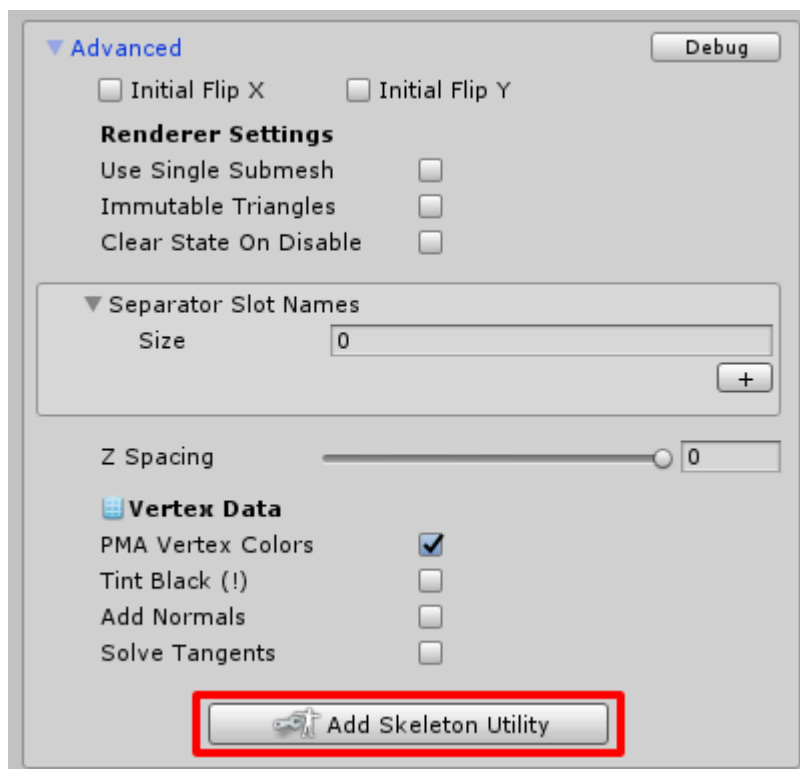 Advanced Debug
Initial Flip X Initial Flip Y
Renderer Settings
Use Single Submesh
Immutable Triangles
Clear State On Disable
Separator Slot Names
Size 0
+
Z Spacing 0
Vertex Data
PMA Vertex Colors
Tint Black (!)
Add Normals
Solve Tangents
Add Skeleton Utility